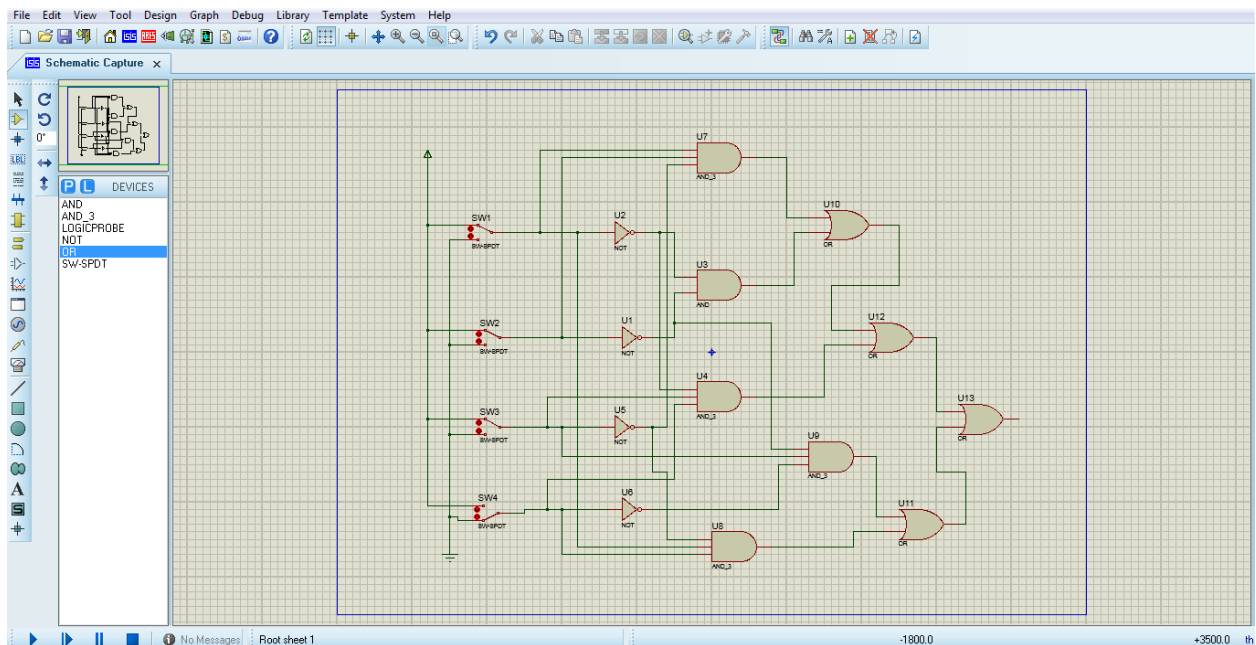 File Edit View Tool Design Graph Debug Library Template System Help
Schematic Capture
0°
LBL
A
S
P L DEVICES
AND
AND_3
LOGICPROBE
NOT
OR
SW-SPDT
U7
AND_3
SW1
SW-SPDT
U2
NOT
U10
OR
U3
AND
SW2
SW-SPDT
U1
NOT
U12
OR
U4
AND_3
SW3
SW-SPDT
U5
NOT
U13
OR
U9
AND_3
SW4
SW-SPDT
U6
NOT
U11
OR
U8
AND_3
No Messages Root sheet 1 -1800.0 +3500.0 th